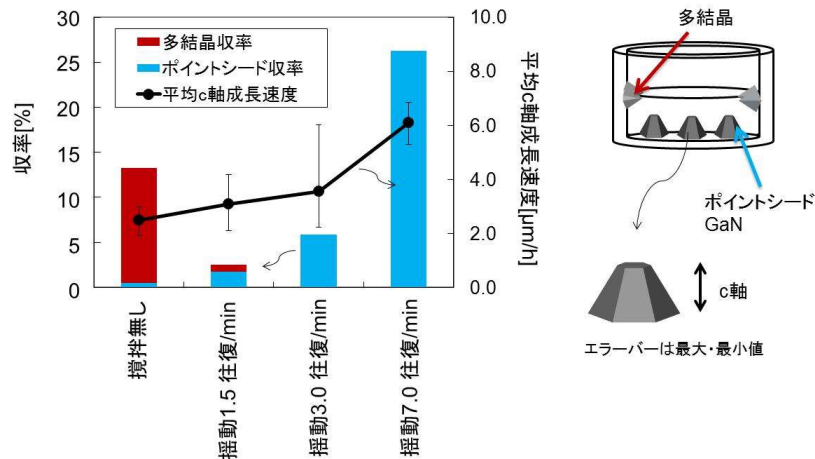 30
25
20
15
10
5
0
収率[%]
多結晶収率
ポイントシード収率
平均c軸成長速度
10.0
8.0
6.0
4.0
2.0
0.0
平均c軸成長速度[μm/h]
攪拌無し
揺動1.5 往復/min
揺動3.0 往復/min
揺動7.0 往復/min
多結晶
ポイントシード
GaN
c軸
エラーバーは最大・最小値